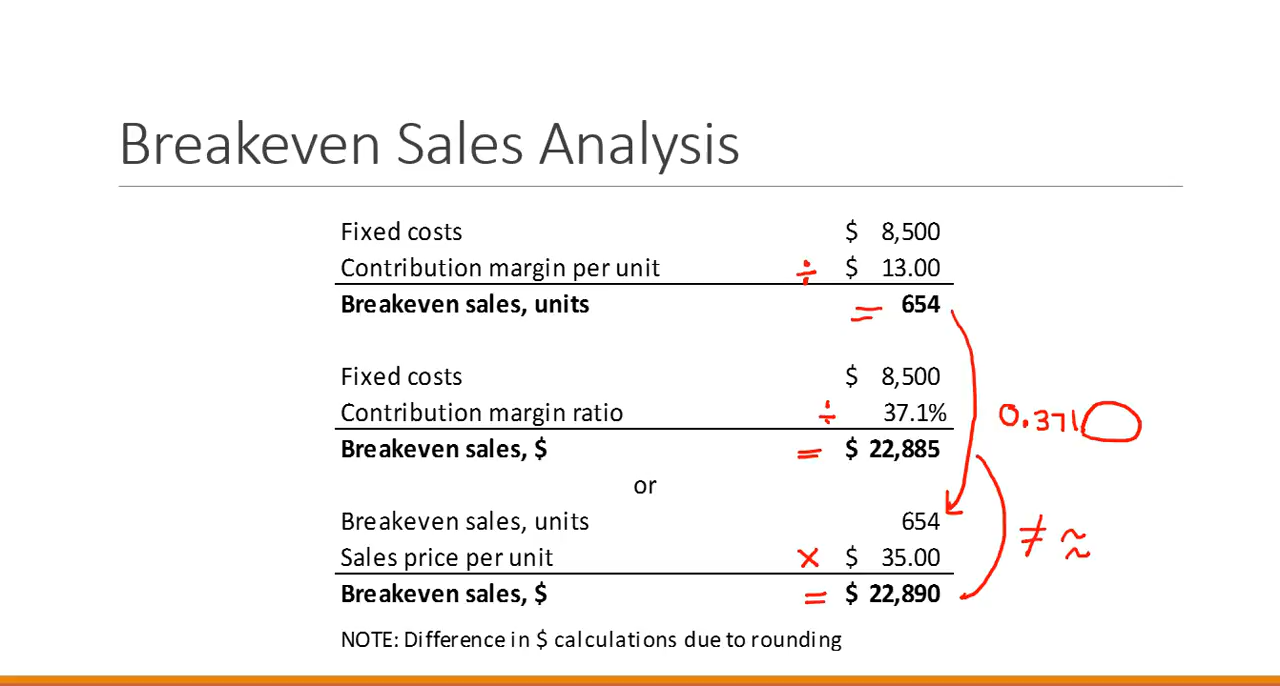 Breakeven Sales Analysis
Fixed costs $ 8,500
Contribution margin per unit ÷ $ 13.00
Breakeven sales, units = 654
Fixed costs $ 8,500
Contribution margin ratio ÷ 37.1% 0.371
Breakeven sales, $ = $ 22,885
or
Breakeven sales, units 654
Sales price per unit × $ 35.00 ≠ ≈
Breakeven sales, $ = $ 22,890
NOTE: Difference in $ calculations due to rounding